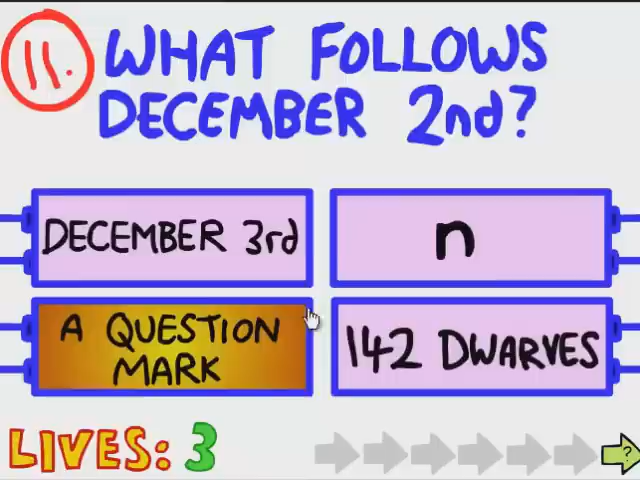 11. WHAT FOLLOWS
DECEMBER 2nd?
DECEMBER 3rd
n
A QUESTION
MARK
142 DWARVES
LIVES: 3
?